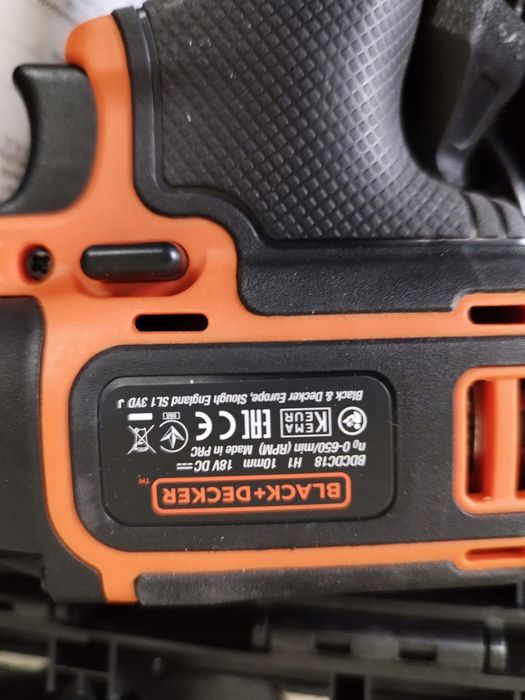 BLACK+DECKER™
BDCDC18 H1 10mm 18V DC
n₀ 0-650/min (RPM) Made in PRC
KEMA
KEUR
EAC CE
Black & Decker Europe, Slough England SL1 3YD J